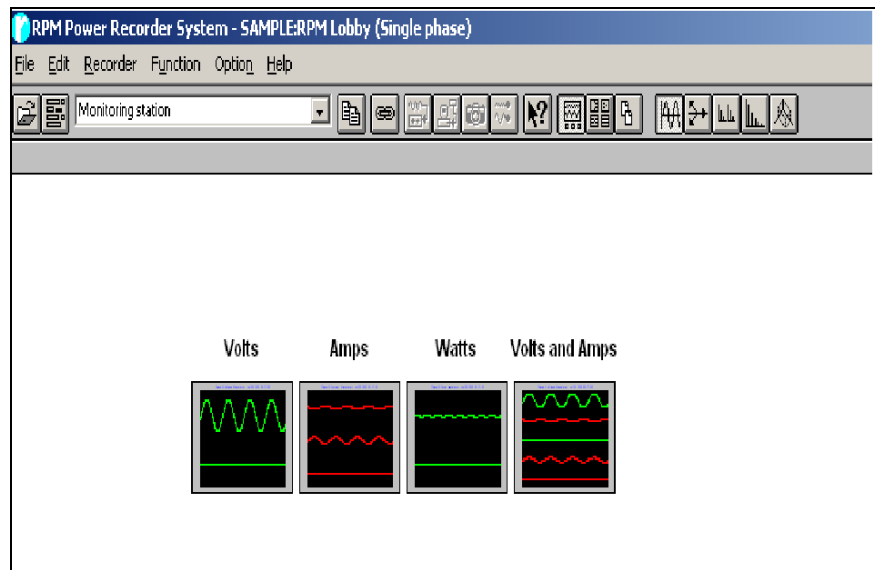 RPM Power Recorder System - SAMPLE:RPM Lobby (Single phase)
File Edit Recorder Function Option Help
Monitoring station
Volts Amps Watts Volts and Amps